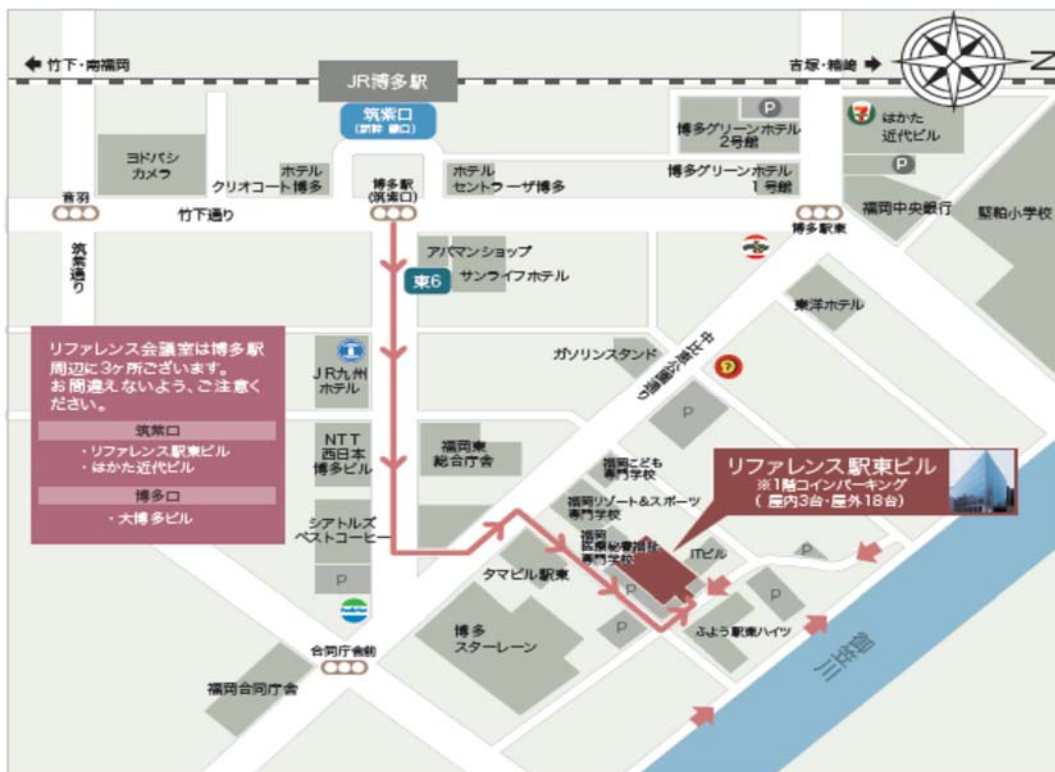 竹下・南福岡
JR博多駅
吉塚・箱崎
筑紫口
(新幹線口)
P
博多グリーンホテル
2号館
はかた
近代ビル
P
ヨドバシ
カメラ
ホテル
クリオコート博多
博多駅
(筑紫口)
ホテル
セントラーザ博多
博多グリーンホテル
1号館
音羽
竹下通り
博多駅東
福岡中央銀行
堅粕小学校
筑紫通り
アパマンショップ
サンライフホテル
東6
東洋ホテル
リファレンス会議室は博多駅
周辺に3ヶ所ございます。
お間違えないよう、ご注意く
ださい。
筑紫口
・リファレンス駅東ビル
・はかた近代ビル
博多口
・大博多ビル
JR九州
ホテル
ガソリンスタンド
中比恵公園通り
P
NTT
西日本
博多ビル
福岡東
総合庁舎
リファレンス駅東ビル
※1階コインパーキング
(屋内3台・屋外18台)
福岡こども
専門学校
福岡リゾート&スポーツ
専門学校
福岡
医療秘書福祉
専門学校
ITビル
P
シアトルズ
ベストコーヒー
P
タマビル駅東
P
P
P
ふよう駅東ハイツ
博多
スターレーン
合同庁舎前
福岡合同庁舎
御笠川